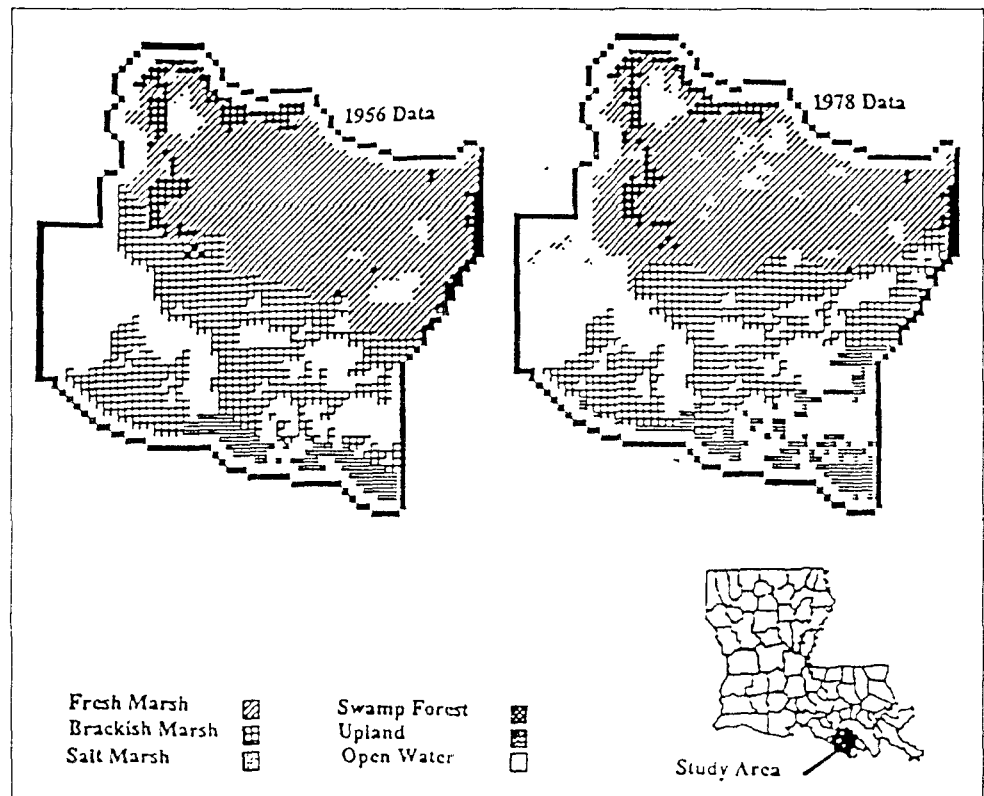 1956 Data
1978 Data
Fresh Marsh
Brackish Marsh
Salt Marsh
Swamp Forest
Upland
Open Water
Study Area